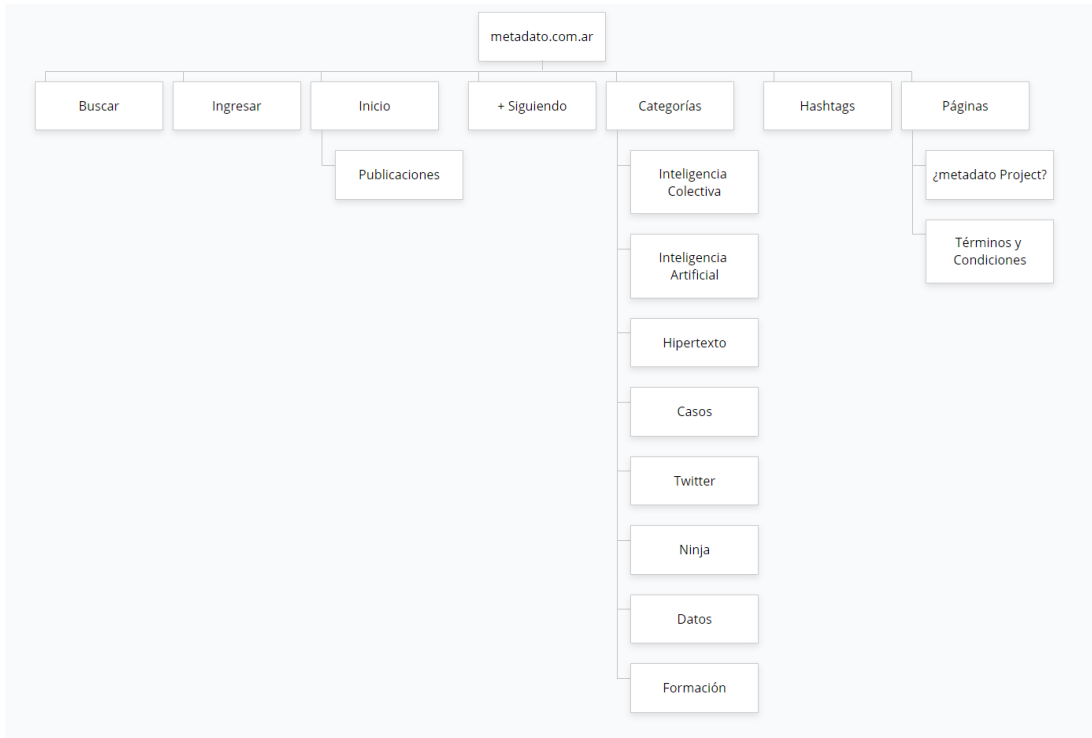 metadato.com.ar
Buscar
Ingresar
Inicio
+ Siguiendo
Categorías
Hashtags
Páginas
Publicaciones
Inteligencia
Colectiva
Inteligencia
Artificial
Hipertexto
Casos
Twitter
Ninja
Datos
Formación
¿metadato Project?
Términos y
Condiciones